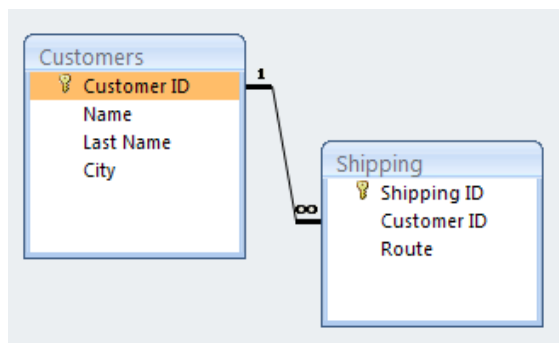 Customers
Customer ID
Name
Last Name
City
1
∞
Shipping
Shipping ID
Customer ID
Route